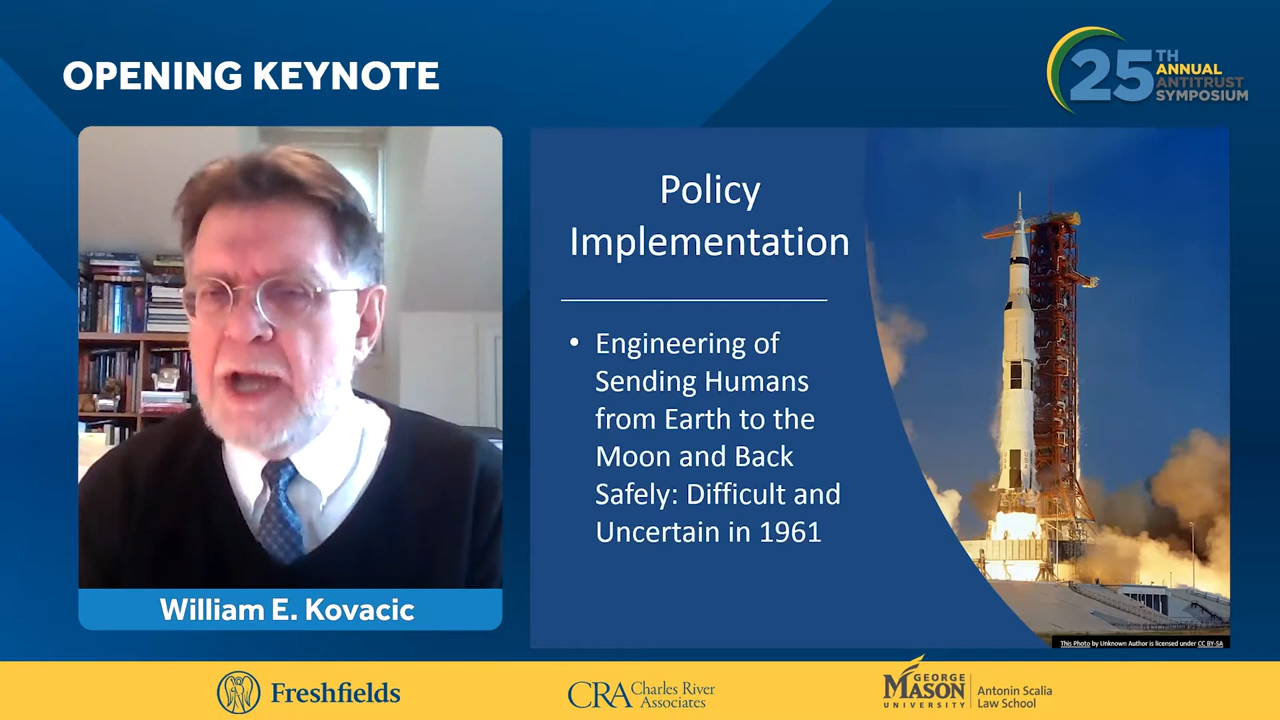 OPENING KEYNOTE
25TH
ANNUAL
ANTITRUST
SYMPOSIUM
Policy
Implementation
• Engineering of
Sending Humans
from Earth to the
Moon and Back
Safely: Difficult and
Uncertain in 1961
This Photo by Unknown Author is licensed under CC BY-SA
William E. Kovacic
Freshfields
CRA Charles River
Associates
GEORGE
MASON
UNIVERSITY
Antonin Scalia
Law School